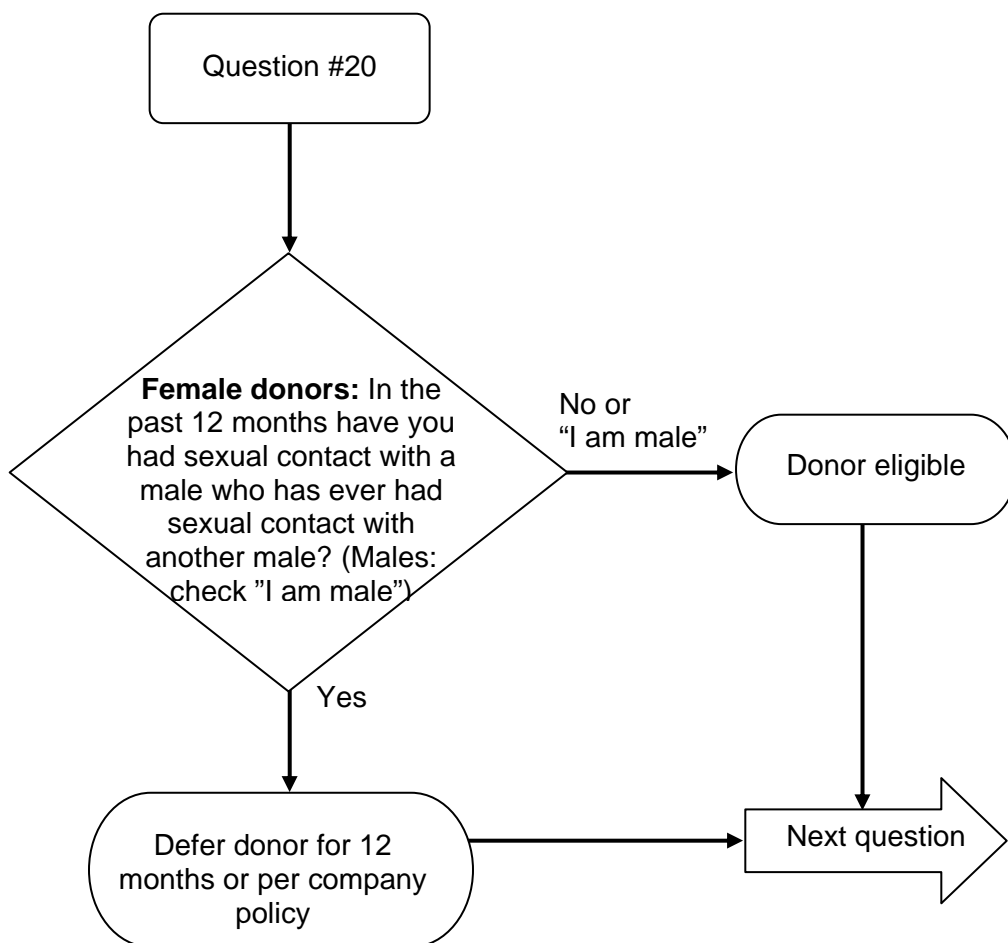 Question #20
Female donors: In the
past 12 months have you
had sexual contact with a
male who has ever had
sexual contact with
another male? (Males:
check ”I am male”)
No or
“I am male”
Donor eligible
Yes
Defer donor for 12
months or per company
policy
Next question